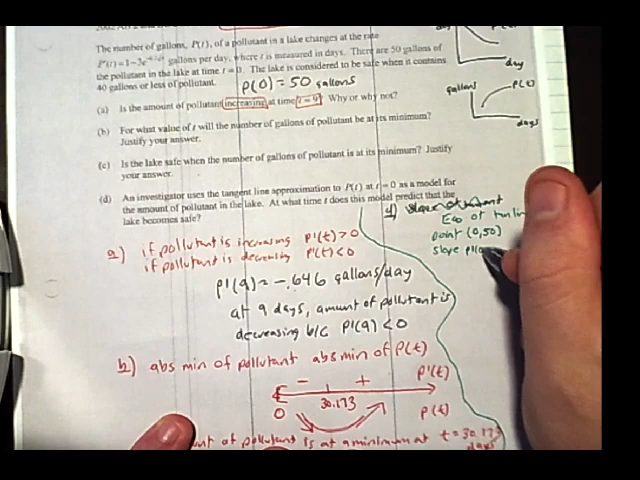 The number of gallons, P(t), of a pollutant in a lake changes at the rate
P'(t) = 1 − 3e^(−0.2√t) gallons per day, where t is measured in days. There are 50 gallons of
the pollutant in the lake at time t = 0. The lake is considered to be safe when it contains
40 gallons or less of pollutant.
P(0) = 50 gallons
(a) Is the amount of pollutant increasing at time t = 9? Why or why not?
(b) For what value of t will the number of gallons of pollutant be at its minimum?
Justify your answer.
(c) Is the lake safe when the number of gallons of pollutant is at its minimum? Justify
your answer.
(d) An investigator uses the tangent line approximation to P(t) at t = 0 as a model for
the amount of pollutant in the lake. At what time t does this model predict that the
lake becomes safe?
day
gallons
P(t)
days
a) if pollutant is increasing P'(t) > 0
if pollutant is decreasing P'(t) < 0
P'(9) = -.646 gallons/day
at 9 days, amount of pollutant is
decreasing b/c P'(9) < 0
b) abs min of pollutant abs min of P(t)
− + P'(t)
0 30.173 P(t)
of pollutant is at a minimum at t = 30.173
days
of tan lin
point (0,50)
slope